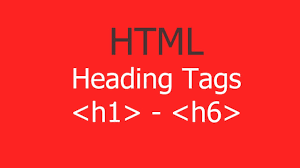 HTML
Heading Tags
<h1> - <h6>